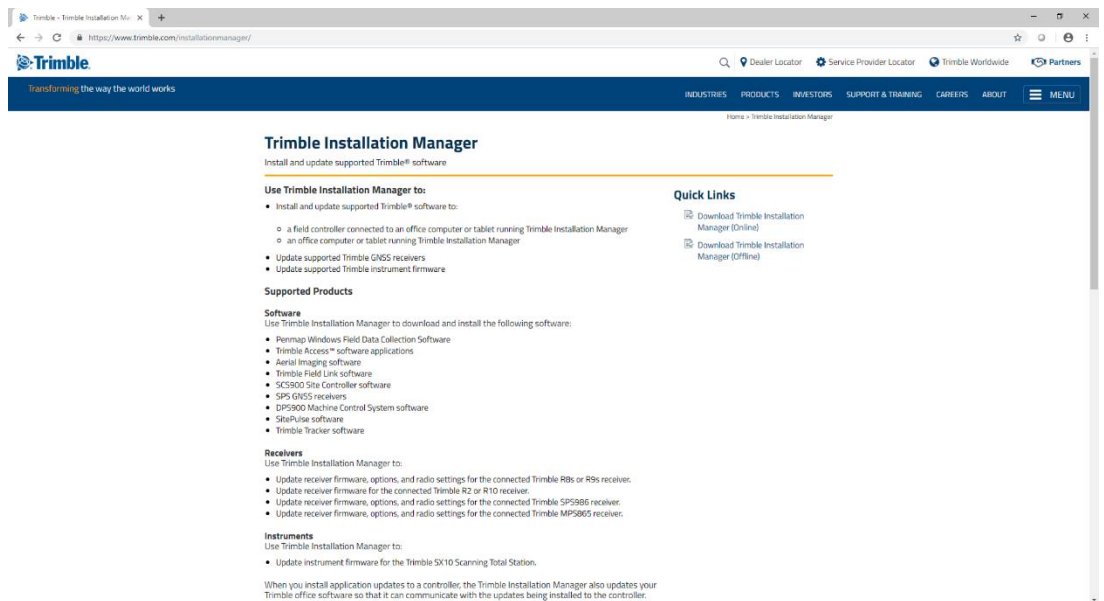 Trimble - Trimble Installation Ma
https://www.trimble.com/installationmanager/
Trimble
Dealer Locator Service Provider Locator Trimble Worldwide Partners
Transforming the way the world works
INDUSTRIES PRODUCTS INVESTORS SUPPORT & TRAINING CAREERS ABOUT MENU
Home > Trimble Installation Manager
Trimble Installation Manager
Install and update supported Trimble® software
Use Trimble Installation Manager to:
• Install and update supported Trimble® software to:
o a field controller connected to an office computer or tablet running Trimble Installation Manager
o an office computer or tablet running Trimble Installation Manager
• Update supported Trimble GNSS receivers
• Update supported Trimble instrument firmware
Quick Links
Download Trimble Installation
Manager (Online)
Download Trimble Installation
Manager (Offline)
Supported Products
Software
Use Trimble Installation Manager to download and install the following software:
• Penmap Windows Field Data Collection Software
• Trimble Access™ software applications
• Aerial Imaging software
• Trimble Field Link software
• SCS900 Site Controller software
• SPS GNSS receivers
• DPS900 Machine Control System software
• SitePulse software
• Trimble Tracker software
Receivers
Use Trimble Installation Manager to:
• Update receiver firmware, options, and radio settings for the connected Trimble R8s or R9s receiver.
• Update receiver firmware for the connected Trimble R2 or R10 receiver.
• Update receiver firmware, options, and radio settings for the connected Trimble SPS986 receiver.
• Update receiver firmware, options, and radio settings for the connected Trimble MPS865 receiver.
Instruments
Use Trimble Installation Manager to:
• Update instrument firmware for the Trimble SX10 Scanning Total Station.
When you install application updates to a controller, the Trimble Installation Manager also updates your
Trimble office software so that it can communicate with the updates being installed to the controller.